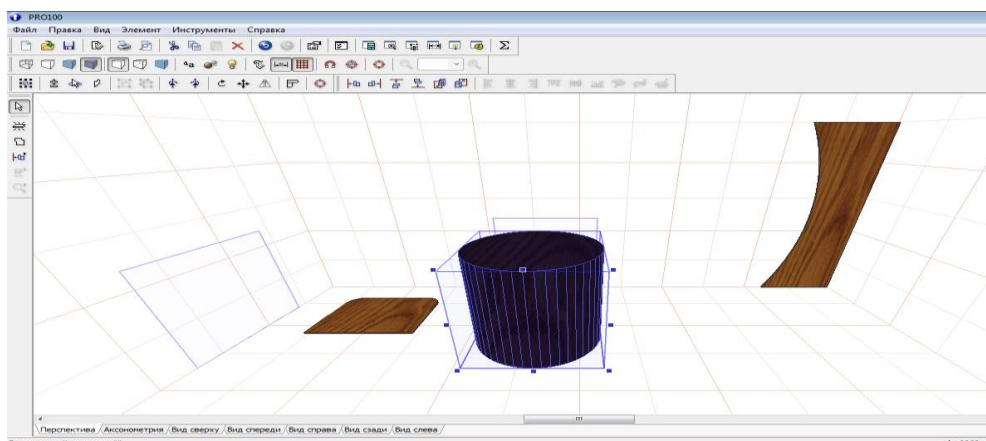 PRO100
Файл Правка Вид Элемент Инструменты Справка
Перспектива Аксонометрия Вид сверху Вид спереди Вид справа Вид сзади Вид слева